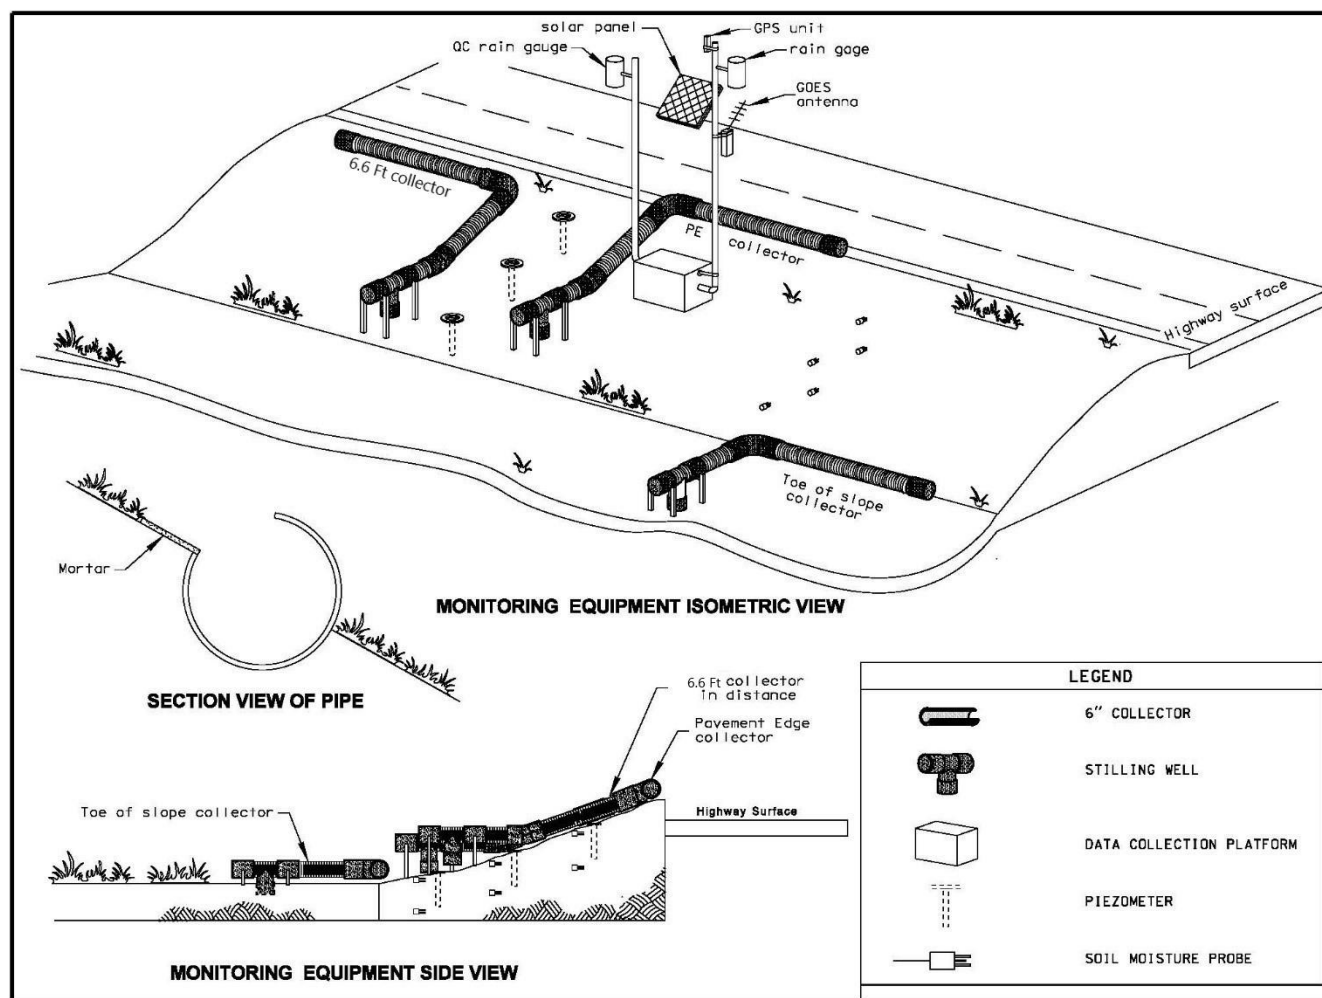 solar panel
GPS unit
QC rain gauge
rain gage
GOES
antenna
6.6 Ft collector
PE collector
Highway surface
Toe of slope
collector
Mortar
MONITORING EQUIPMENT ISOMETRIC VIEW
SECTION VIEW OF PIPE
6.6 Ft collector
in distance
Pavement Edge
collector
Toe of slope collector
Highway Surface
MONITORING EQUIPMENT SIDE VIEW
LEGEND
6" COLLECTOR
STILLING WELL
DATA COLLECTION PLATFORM
PIEZOMETER
SOIL MOISTURE PROBE